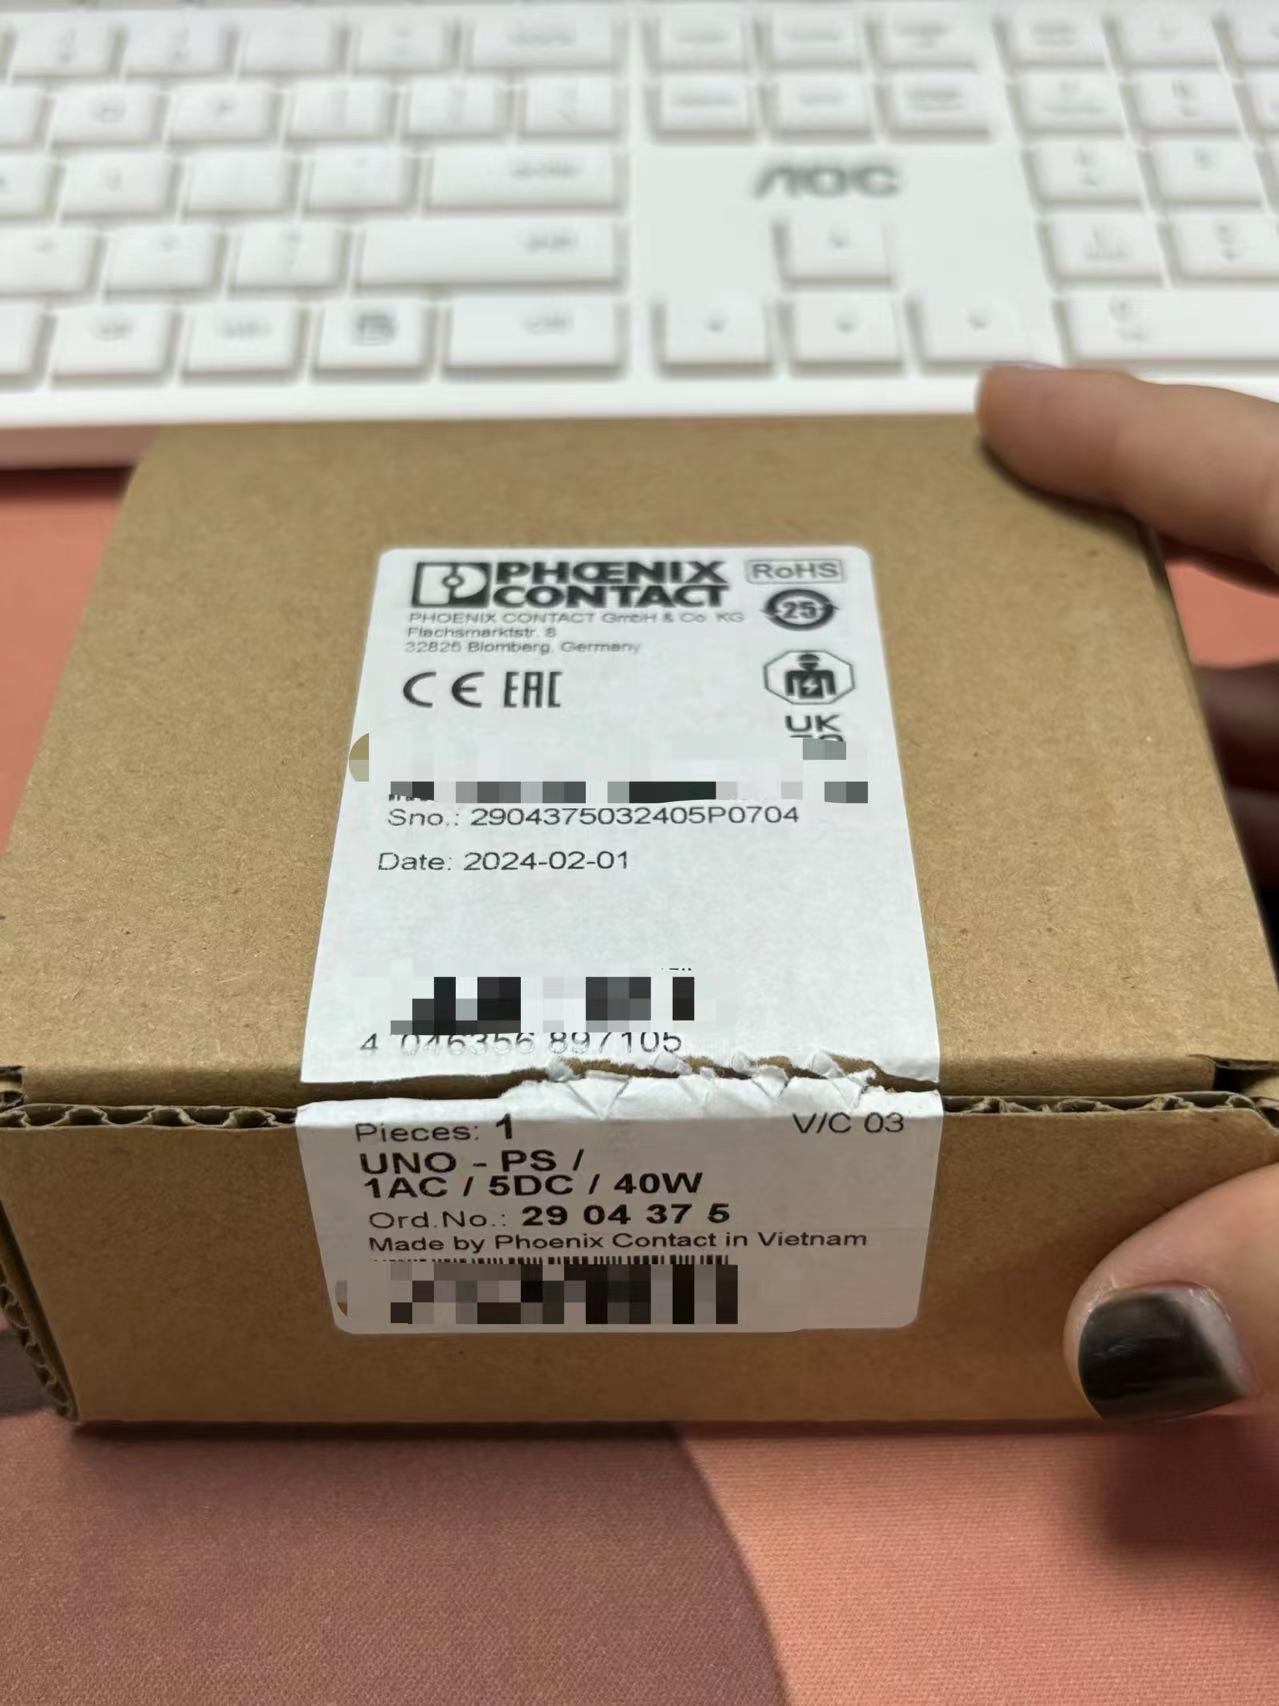 AOC
PHŒNIX
CONTACT
RoHS
PHOENIX CONTACT GmbH & Co. KG
25
Flachsmarktstr. 8
32825 Blomberg, Germany
CE EAC
UK
Sno.: 2904375032405P0704
Date: 2024-02-01
4 046356 897105
Pieces: 1
V/C 03
UNO - PS /
1AC / 5DC / 40W
Ord.No.: 29 04 37 5
Made by Phoenix Contact in Vietnam